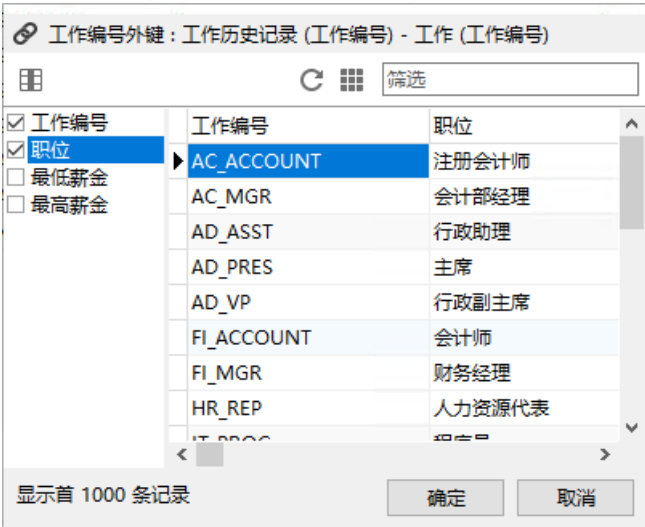 工作编号外键 : 工作历史记录 (工作编号) - 工作 (工作编号)
筛选
工作编号
职位
最低薪金
最高薪金
工作编号 职位
AC_ACCOUNT 注册会计师
AC_MGR 会计部经理
AD_ASST 行政助理
AD_PRES 主席
AD_VP 行政副主席
FI_ACCOUNT 会计师
FI_MGR 财务经理
HR_REP 人力资源代表
显示首 1000 条记录
确定 取消